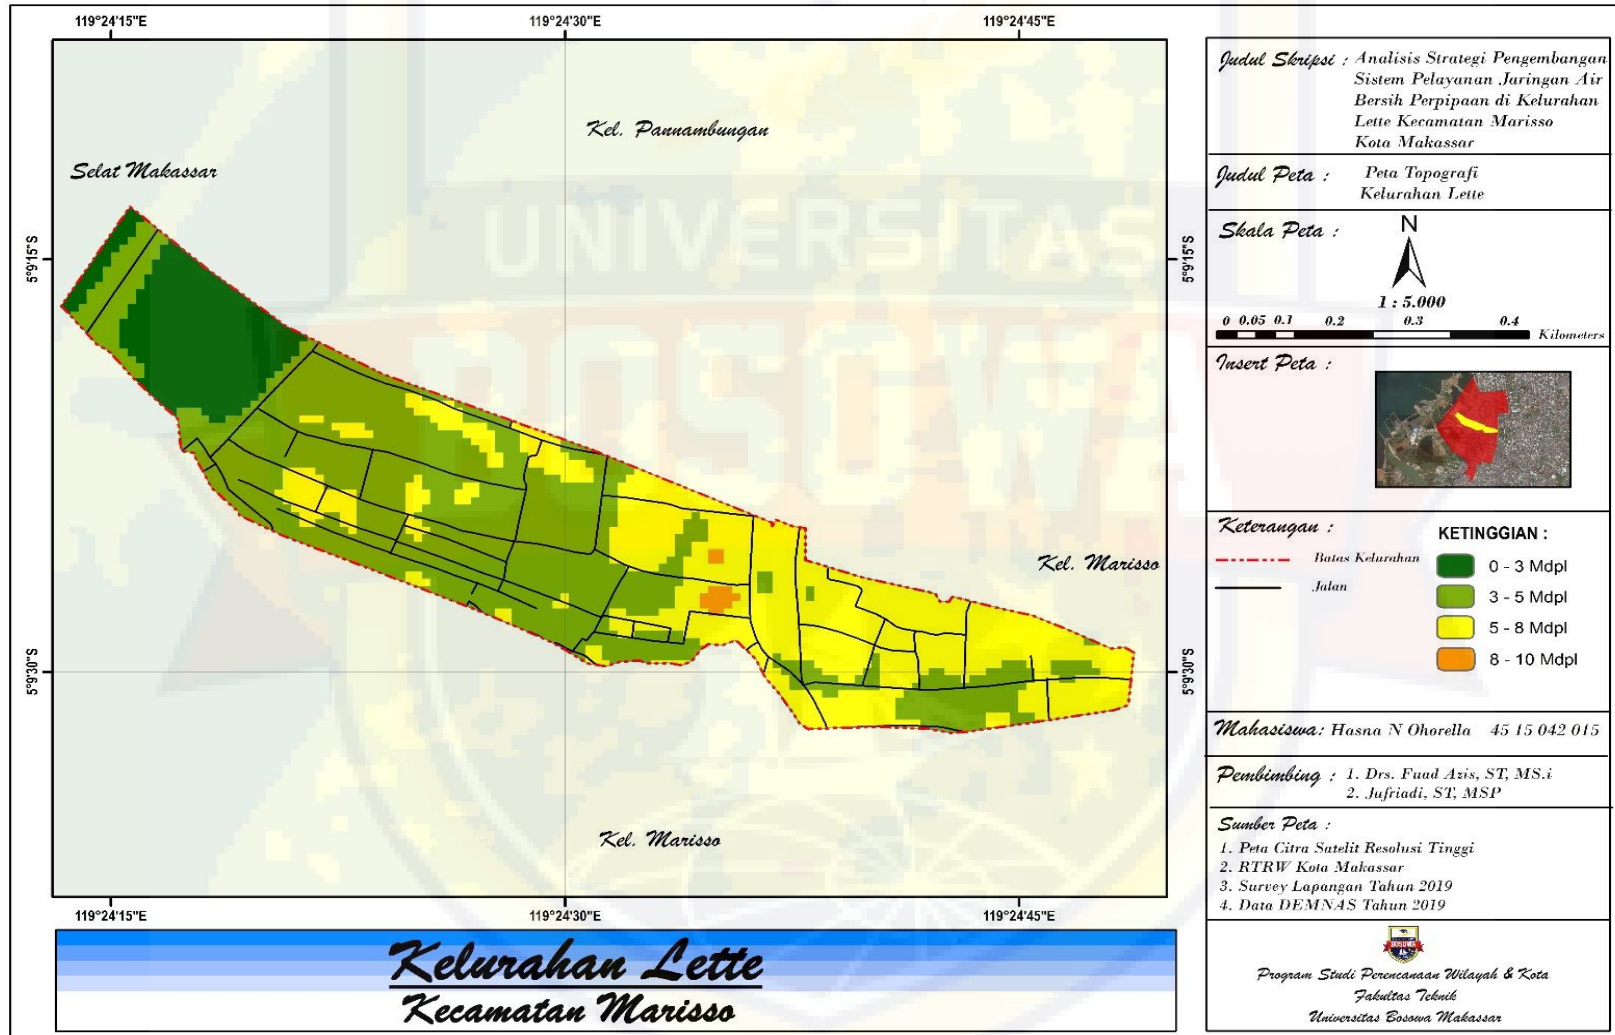 119°24'15"E
119°24'30"E
119°24'45"E
5°9'15"S
5°9'15"S
5°9'30"S
5°9'30"S
Kel. Pannambungan
Selat Makassar
UNIVERSITAS
BOSOWA
Kel. Marisso
Kel. Marisso
119°24'15"E
119°24'30"E
119°24'45"E
Kelurahan Lette
Kecamatan Marisso
Judul Skripsi : Analisis Strategi Pengembangan
Sistem Pelayanan Jaringan Air
Bersih Perpipaan di Kelurahan
Lette Kecamatan Marisso
Kota Makassar
Judul Peta : Peta Topografi
Kelurahan Lette
Skala Peta :
N
1 : 5.000
0 0.05 0.1 0.2 0.3 0.4
Kilometers
Insert Peta :
Keterangan :
Batas Kelurahan
Jalan
KETINGGIAN :
0 - 3 Mdpl
3 - 5 Mdpl
5 - 8 Mdpl
8 - 10 Mdpl
Mahasiswa: Hasna N Ohorella 45 15 042 015
Pembimbing : 1. Drs. Fuad Azis, ST, MS.i
2. Jufriadi, ST, MSP
Sumber Peta :
1. Peta Citra Satelit Resolusi Tinggi
2. RTRW Kota Makassar
3. Survey Lapangan Tahun 2019
4. Data DEMNAS Tahun 2019
BOSOWA
Program Studi Perencanaan Wilayah & Kota
Fakultas Teknik
Universitas Bosowa Makassar